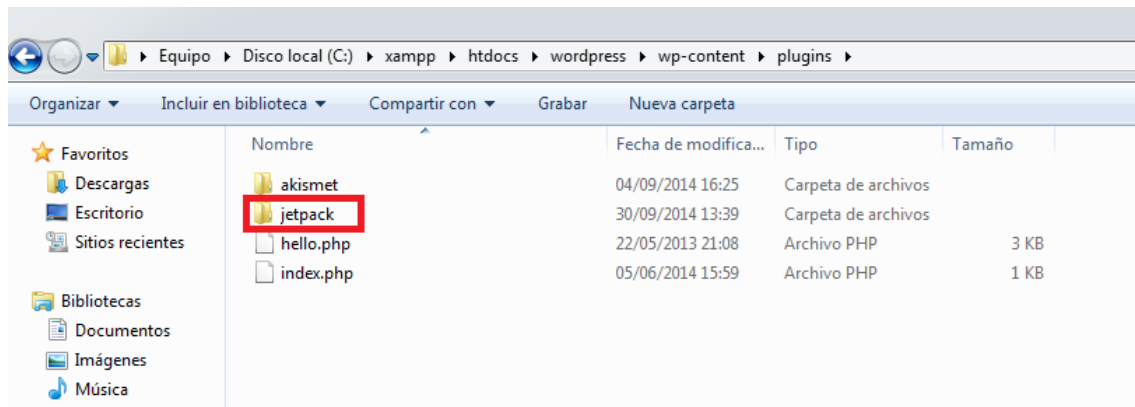 Equipo Disco local (C:) xampp htdocs wordpress wp-content plugins
Organizar Incluir en biblioteca Compartir con Grabar Nueva carpeta
Favoritos
Descargas
Escritorio
Sitios recientes
Bibliotecas
Documentos
Imágenes
Música
Nombre Fecha de modifica... Tipo Tamaño
akismet 04/09/2014 16:25 Carpeta de archivos
jetpack 30/09/2014 13:39 Carpeta de archivos
hello.php 22/05/2013 21:08 Archivo PHP 3 KB
index.php 05/06/2014 15:59 Archivo PHP 1 KB